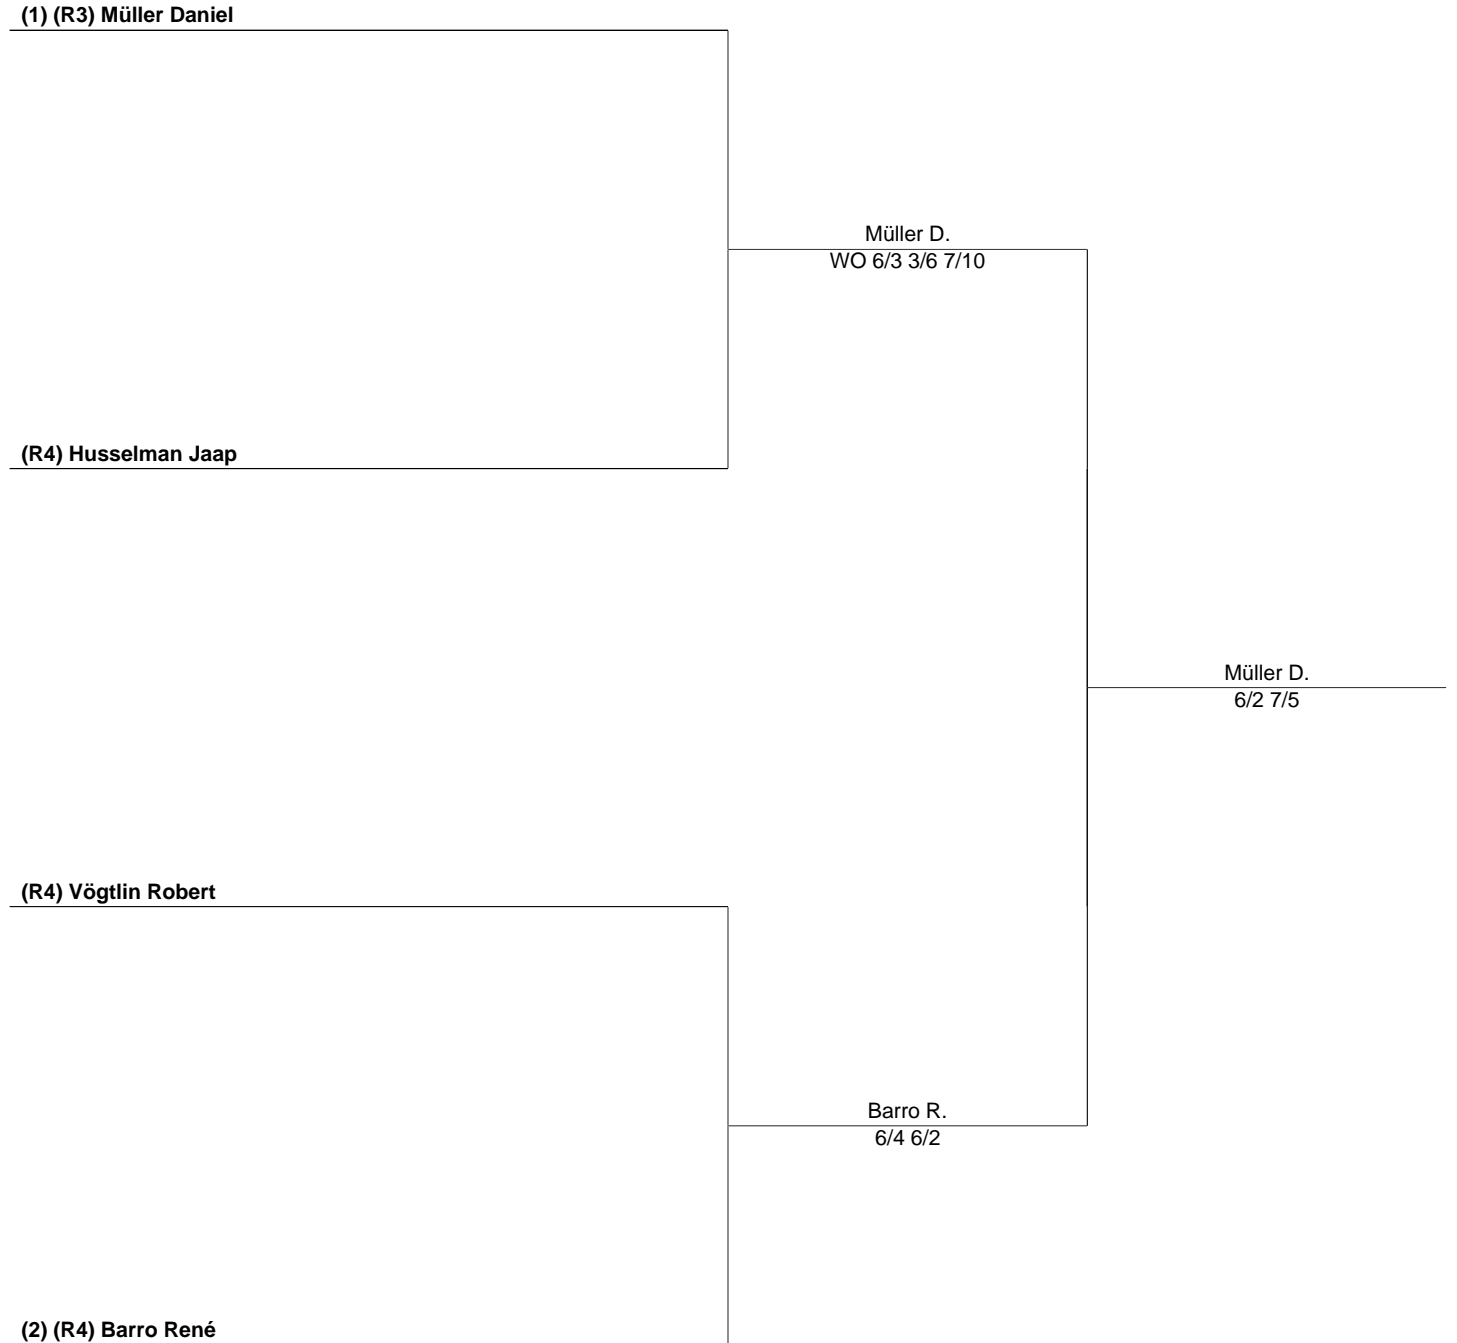 (1) (R3) Müller Daniel
Müller D.
WO 6/3 3/6 7/10
(R4) Husselman Jaap
Müller D.
6/2 7/5
(R4) Vögtlin Robert
Barro R.
6/4 6/2
(2) (R4) Barro René